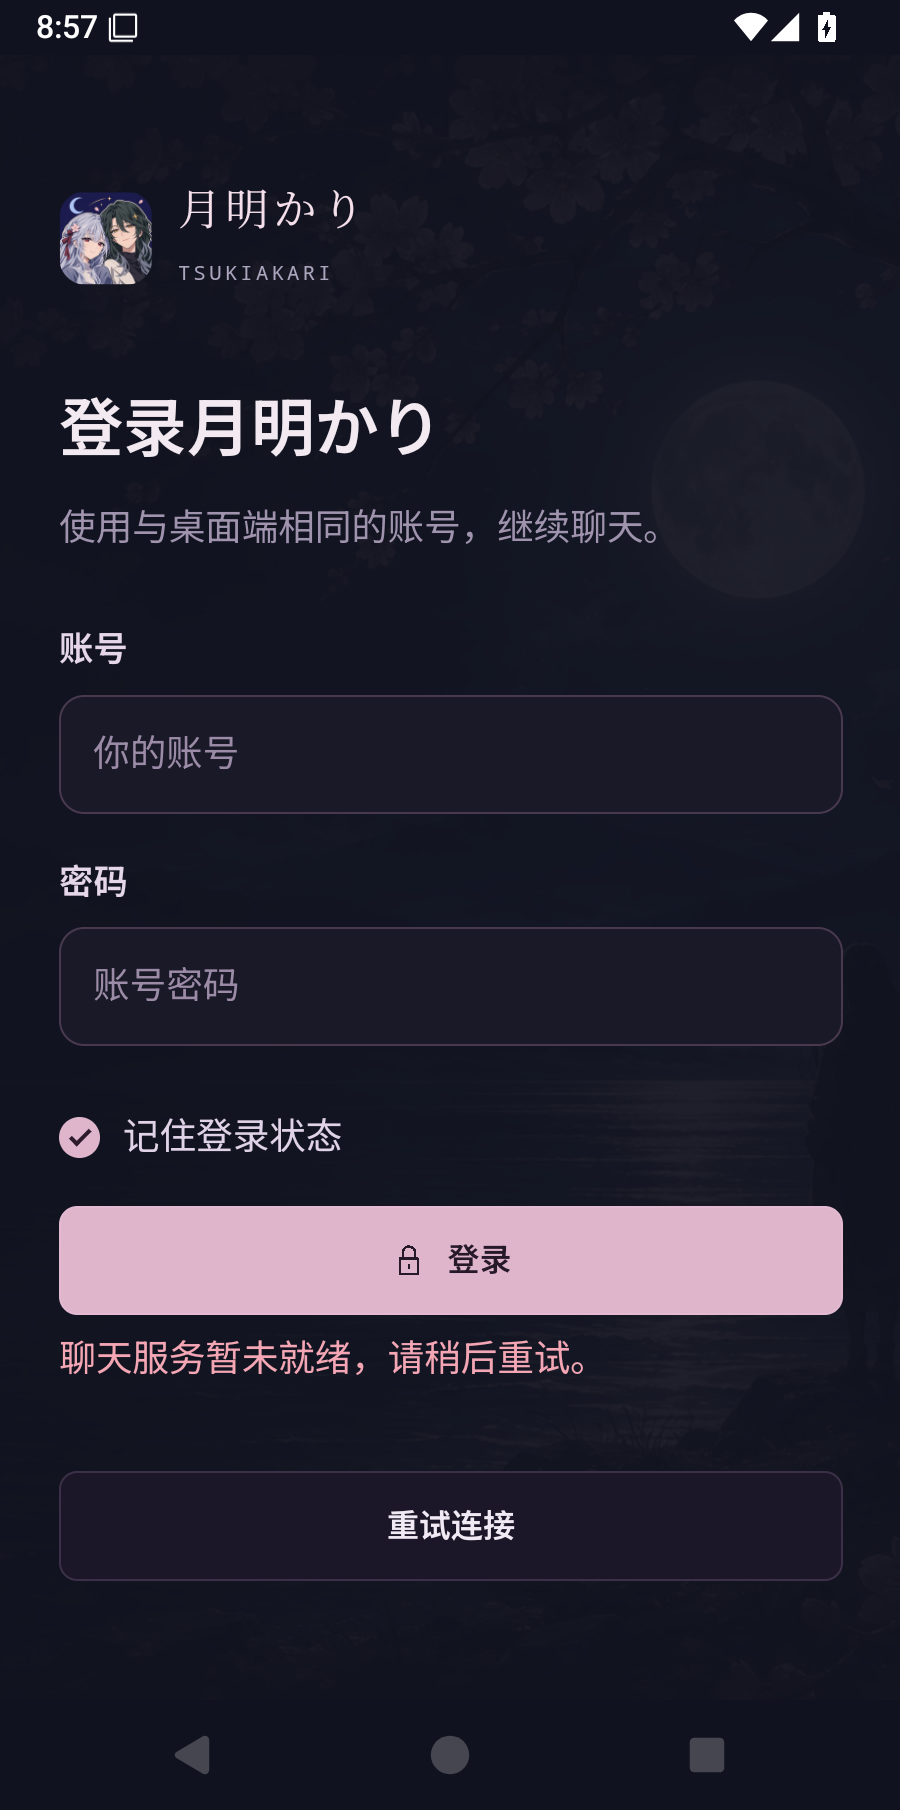 8:57
月明かり
TSUKIAKARI
登录月明かり
使用与桌面端相同的账号，继续聊天。
账号
你的账号
密码
账号密码
记住登录状态
登录
聊天服务暂未就绪，请稍后重试。
重试连接